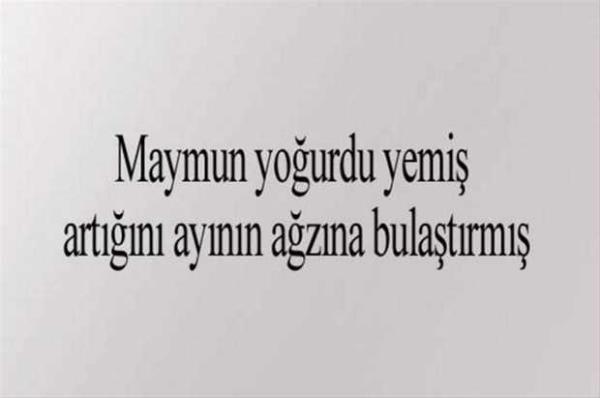 Maymun yoğurdu yemiş
artığını ayının ağzına bulaştırmış